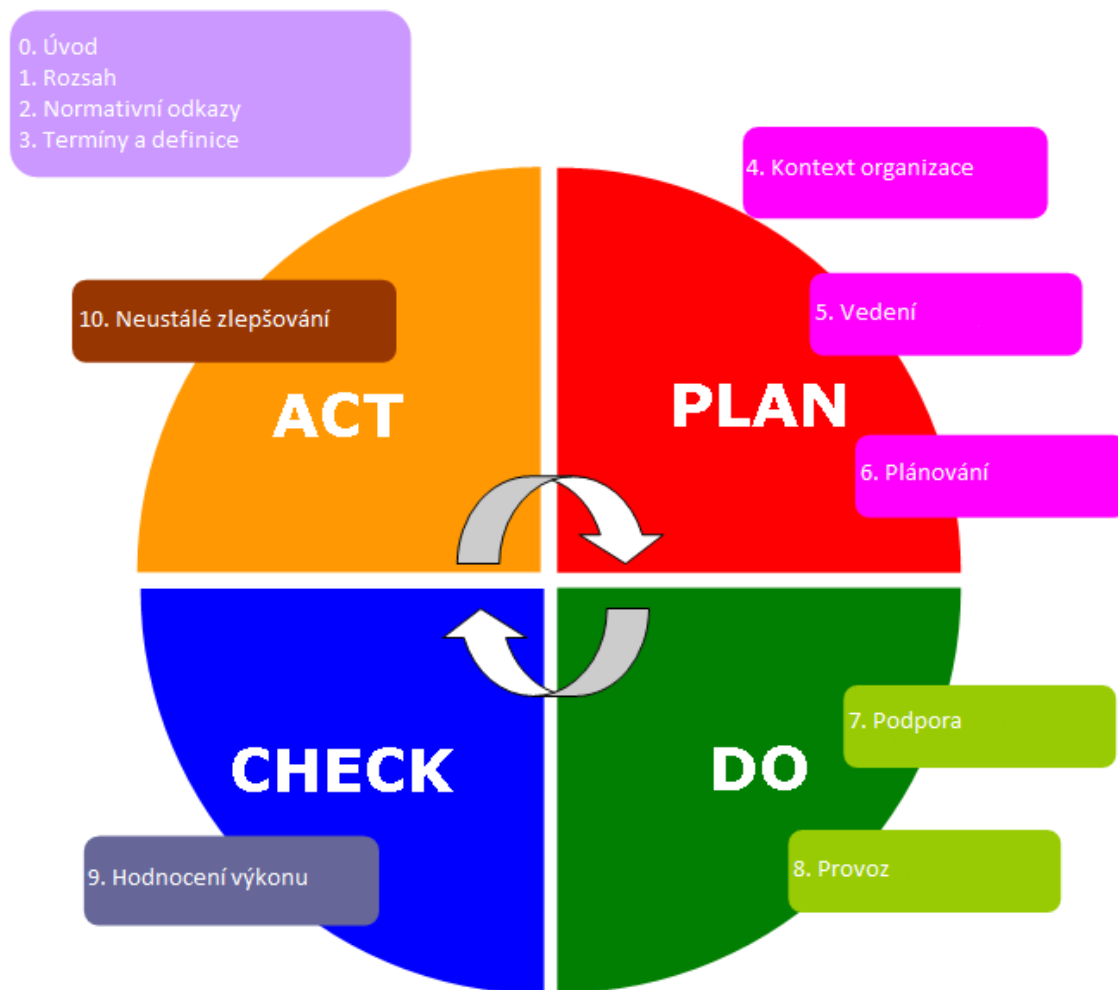 0. Úvod
1. Rozsah
2. Normativní odkazy
3. Termíny a definice
4. Kontext organizace
5. Vedení
10. Neustálé zlepšování
ACT
PLAN
6. Plánování
7. Podpora
CHECK
DO
8. Provoz
9. Hodnocení výkonu